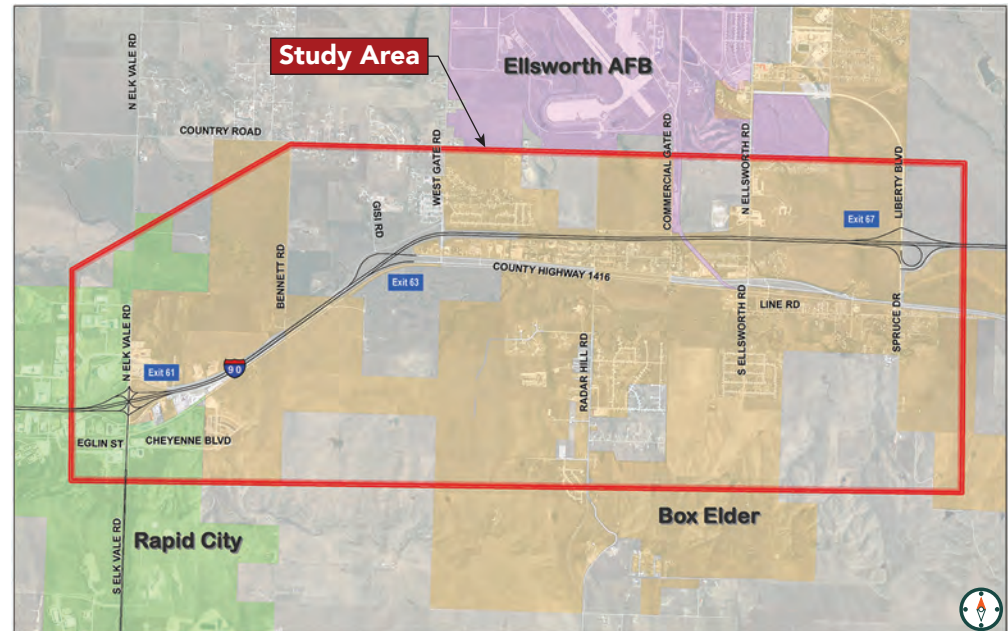 Study Area
Ellsworth AFB
N ELK VALE RD
COUNTRY ROAD
WEST GATE RD
COMMERCIAL GATE RD
N ELLSWORTH RD
LIBERTY BLVD
GISI RD
Exit 67
BENNETT RD
COUNTY HIGHWAY 1416
Exit 63
LINE RD
N ELK VALE RD
Exit 61
90
RADAR HILL RD
S ELLSWORTH RD
SPRUCE DR
EGLIN ST
CHEYENNE BLVD
S ELK VALE RD
Rapid City
Box Elder